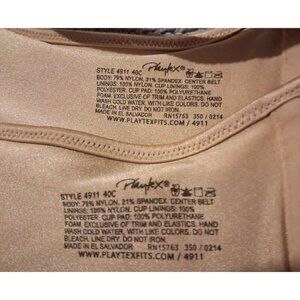 Playtex®
STYLE 4911 40C
BODY: 79% NYLON, 21% SPANDEX CENTER BELT
LININGS: 100% NYLON, CUP LININGS: 100%
POLYESTER, CUP PAD: 100% POLYURETHANE
FOAM. EXCLUSIVE OF TRIM AND ELASTICS. HAND
WASH COLD WATER, WITH LIKE COLORS. DO NOT
BLEACH. LINE DRY. DO NOT IRON.
MADE IN EL SALVADOR RN15763 350 / 0214
WWW.PLAYTEXFITS.COM / 4911
Playtex®
STYLE 4911 40C
BODY: 79% NYLON, 21% SPANDEX CENTER BELT
LININGS: 100% NYLON, CUP LININGS: 100%
POLYESTER, CUP PAD: 100% POLYURETHANE
FOAM. EXCLUSIVE OF TRIM AND ELASTICS. HAND
WASH COLD WATER, WITH LIKE COLORS. DO NOT
BLEACH. LINE DRY. DO NOT IRON.
MADE IN EL SALVADOR RN15763 350 / 0214
WWW.PLAYTEXFITS.COM / 4911